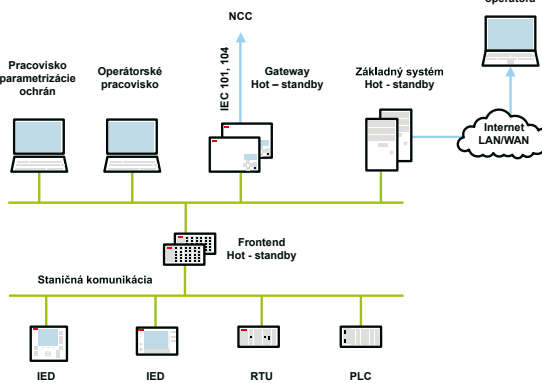 operátora
NCC
Pracovisko
parametrizácie
ochrán
Operátorské
pracovisko
IEC 101, 104
Gateway
Hot – standby
Základný systém
Hot - standby
Internet
LAN/WAN
Frontend
Hot - standby
Staničná komunikácia
IED
IED
RTU
PLC